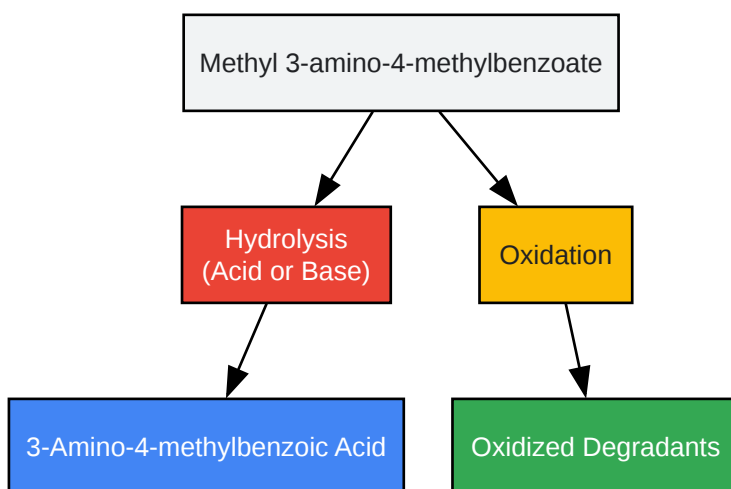 Methyl 3-amino-4-methylbenzoate
Hydrolysis
(Acid or Base)
Oxidation
3-Amino-4-methylbenzoic Acid
Oxidized Degradants